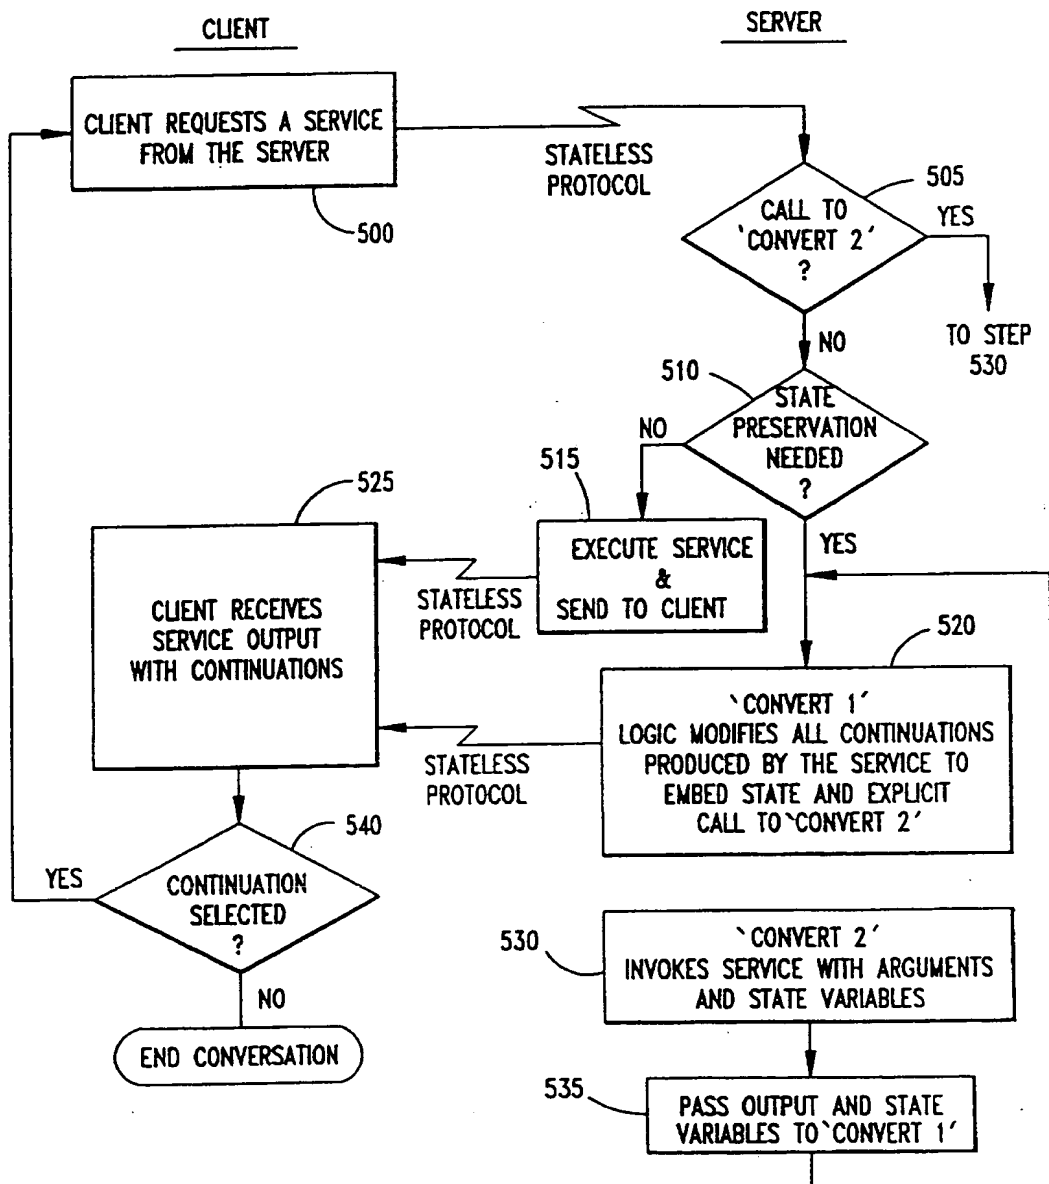 CLIENT
SERVER
CLIENT REQUESTS A SERVICE
FROM THE SERVER
500
STATELESS
PROTOCOL
505
CALL TO
`CONVERT 2´
?
YES
TO STEP
530
NO
510
STATE
PRESERVATION
NEEDED
?
NO
YES
515
EXECUTE SERVICE
&
SEND TO CLIENT
STATELESS
PROTOCOL
525
CLIENT RECEIVES
SERVICE OUTPUT
WITH CONTINUATIONS
520
`CONVERT 1´
LOGIC MODIFIES ALL CONTINUATIONS
PRODUCED BY THE SERVICE TO
EMBED STATE AND EXPLICIT
CALL TO `CONVERT 2´
STATELESS
PROTOCOL
540
CONTINUATION
SELECTED
?
YES
NO
END CONVERSATION
530
`CONVERT 2´
INVOKES SERVICE WITH ARGUMENTS
AND STATE VARIABLES
535
PASS OUTPUT AND STATE
VARIABLES TO `CONVERT 1´